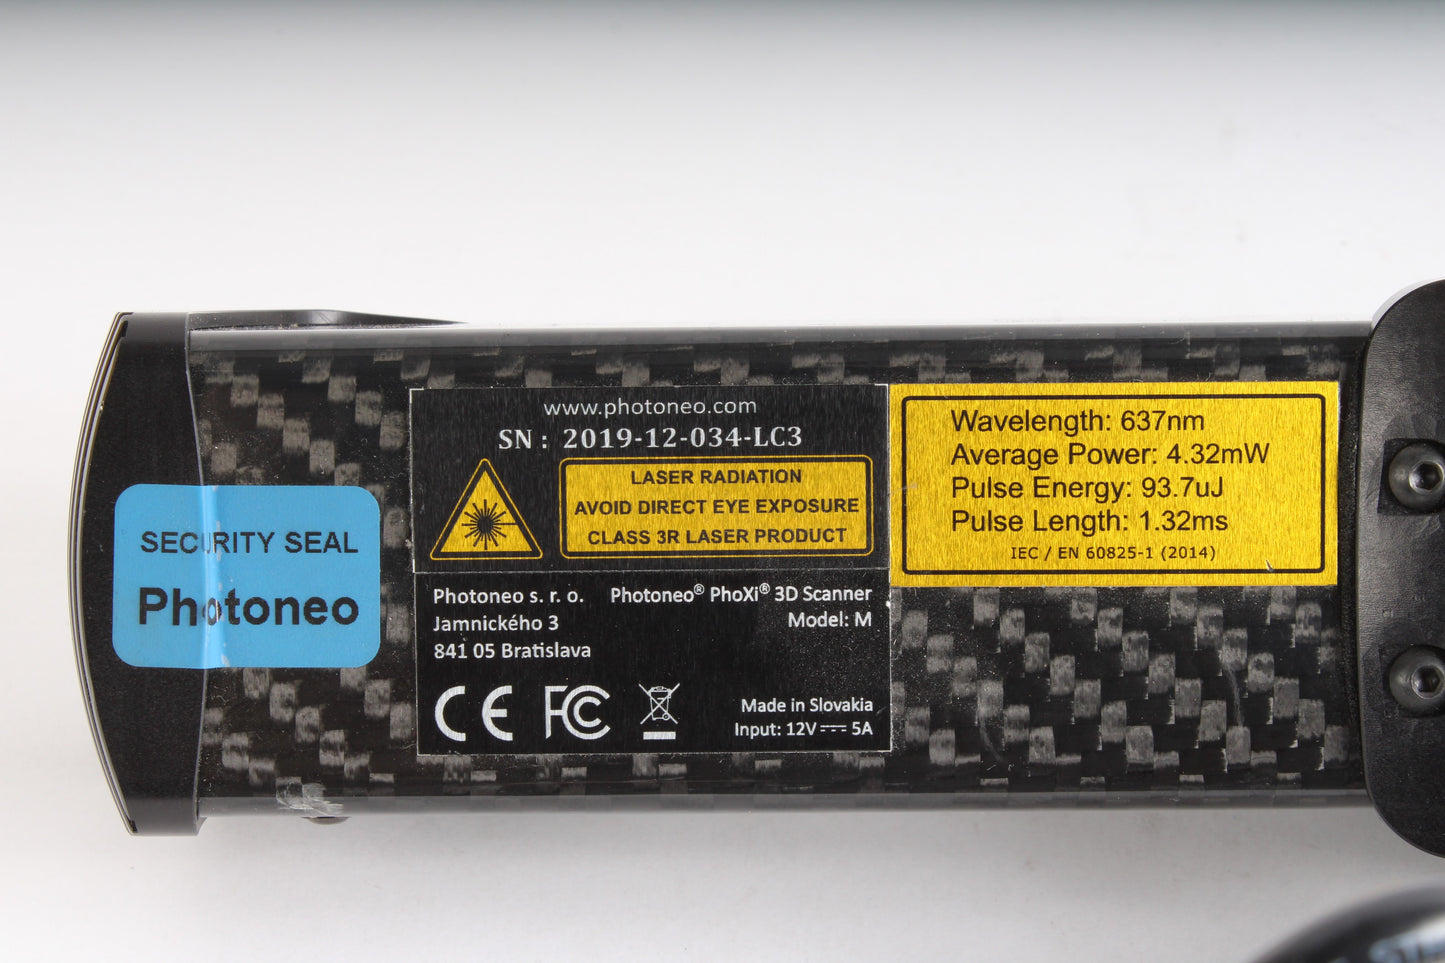 SECURITY SEAL
Photoneo
www.photoneo.com
SN : 2019-12-034-LC3
LASER RADIATION
AVOID DIRECT EYE EXPOSURE
CLASS 3R LASER PRODUCT
Photoneo s. r. o.
Jamnického 3
841 05 Bratislava
Photoneo® PhoXi® 3D Scanner
Model: M
CE FC
Made in Slovakia
Input: 12V ⎓ 5A
Wavelength: 637nm
Average Power: 4.32mW
Pulse Energy: 93.7uJ
Pulse Length: 1.32ms
IEC / EN 60825-1 (2014)